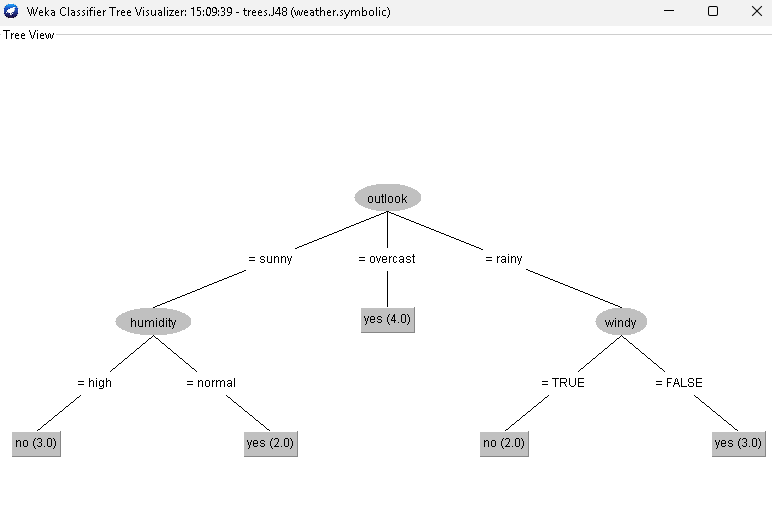 Weka Classifier Tree Visualizer: 15:09:39 - trees.J48 (weather.symbolic)
Tree View
outlook
= sunny
= overcast
= rainy
humidity
yes (4.0)
windy
= high
= normal
= TRUE
= FALSE
no (3.0)
yes (2.0)
no (2.0)
yes (3.0)